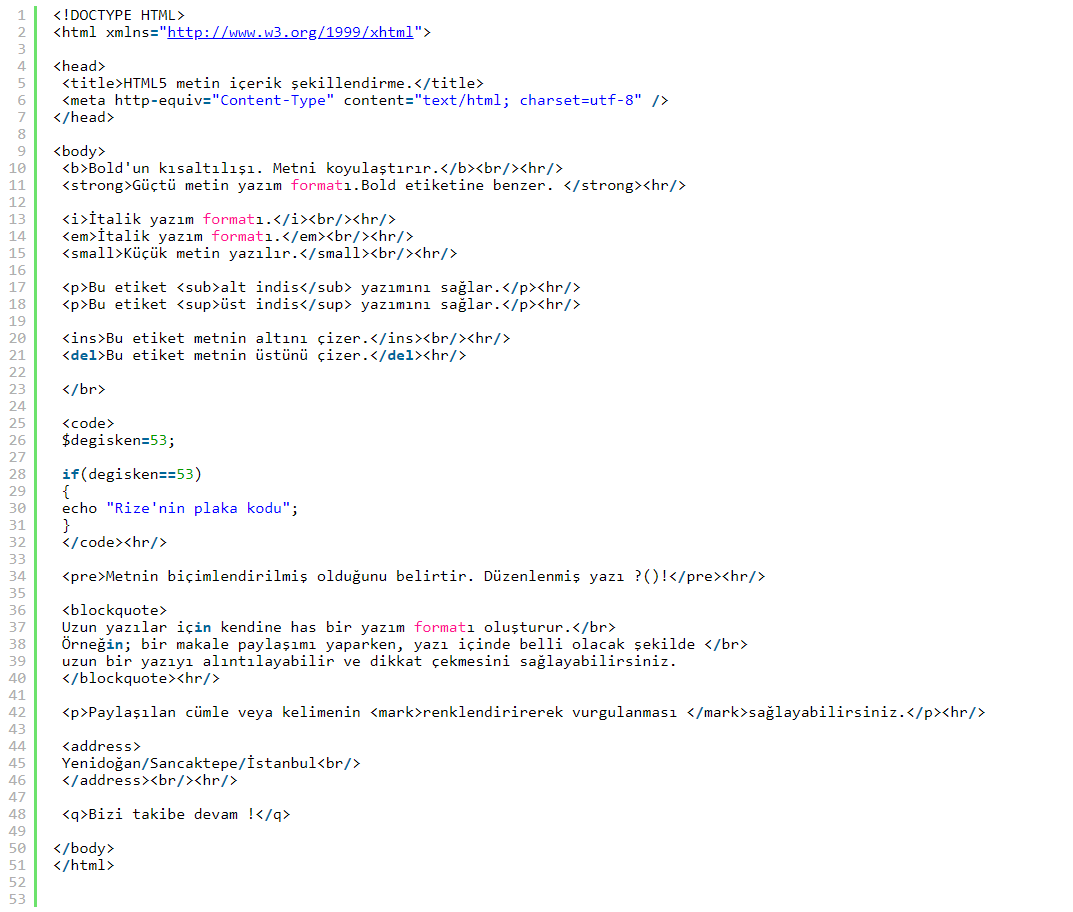 1 <!DOCTYPE HTML>
2 <html xmlns="http://www.w3.org/1999/xhtml">
3
4 <head>
5 <title>HTML5 metin içerik şekillendirme.</title>
6 <meta http-equiv="Content-Type" content="text/html; charset=utf-8" />
7 </head>
8
9 <body>
10 <b>Bold'un kısaltılışı. Metni koyulaştırır.</b><br/><hr/>
11 <strong>Güçtü metin yazım formatı.Bold etiketine benzer. </strong><hr/>
12
13 <i>İtalik yazım formatı.</i><br/><hr/>
14 <em>İtalik yazım formatı.</em><br/><hr/>
15 <small>Küçük metin yazılır.</small><br/><hr/>
16
17 <p>Bu etiket <sub>alt indis</sub> yazımını sağlar.</p><hr/>
18 <p>Bu etiket <sup>üst indis</sup> yazımını sağlar.</p><hr/>
19
20 <ins>Bu etiket metnin altını çizer.</ins><br/><hr/>
21 <del>Bu etiket metnin üstünü çizer.</del><hr/>
22
23 </br>
24
25 <code>
26 $degisken=53;
27
28 if(degisken==53)
29 {
30 echo "Rize'nin plaka kodu";
31 }
32 </code><hr/>
33
34 <pre>Metnin biçimlendirilmiş olduğunu belirtir. Düzenlenmiş yazı ?()!</pre><hr/>
35
36 <blockquote>
37 Uzun yazılar için kendine has bir yazım formatı oluşturur.</br>
38 Örneğin; bir makale paylaşımı yaparken, yazı içinde belli olacak şekilde </br>
39 uzun bir yazıyı alıntılayabilir ve dikkat çekmesini sağlayabilirsiniz.
40 </blockquote><hr/>
41
42 <p>Paylaşılan cümle veya kelimenin <mark>renklendirirerek vurgulanması </mark>sağlayabilirsiniz.</p><hr/>
43
44 <address>
45 Yenidoğan/Sancaktepe/İstanbul<br/>
46 </address><br/><hr/>
47
48 <q>Bizi takibe devam !</q>
49
50 </body>
51 </html>
52
53